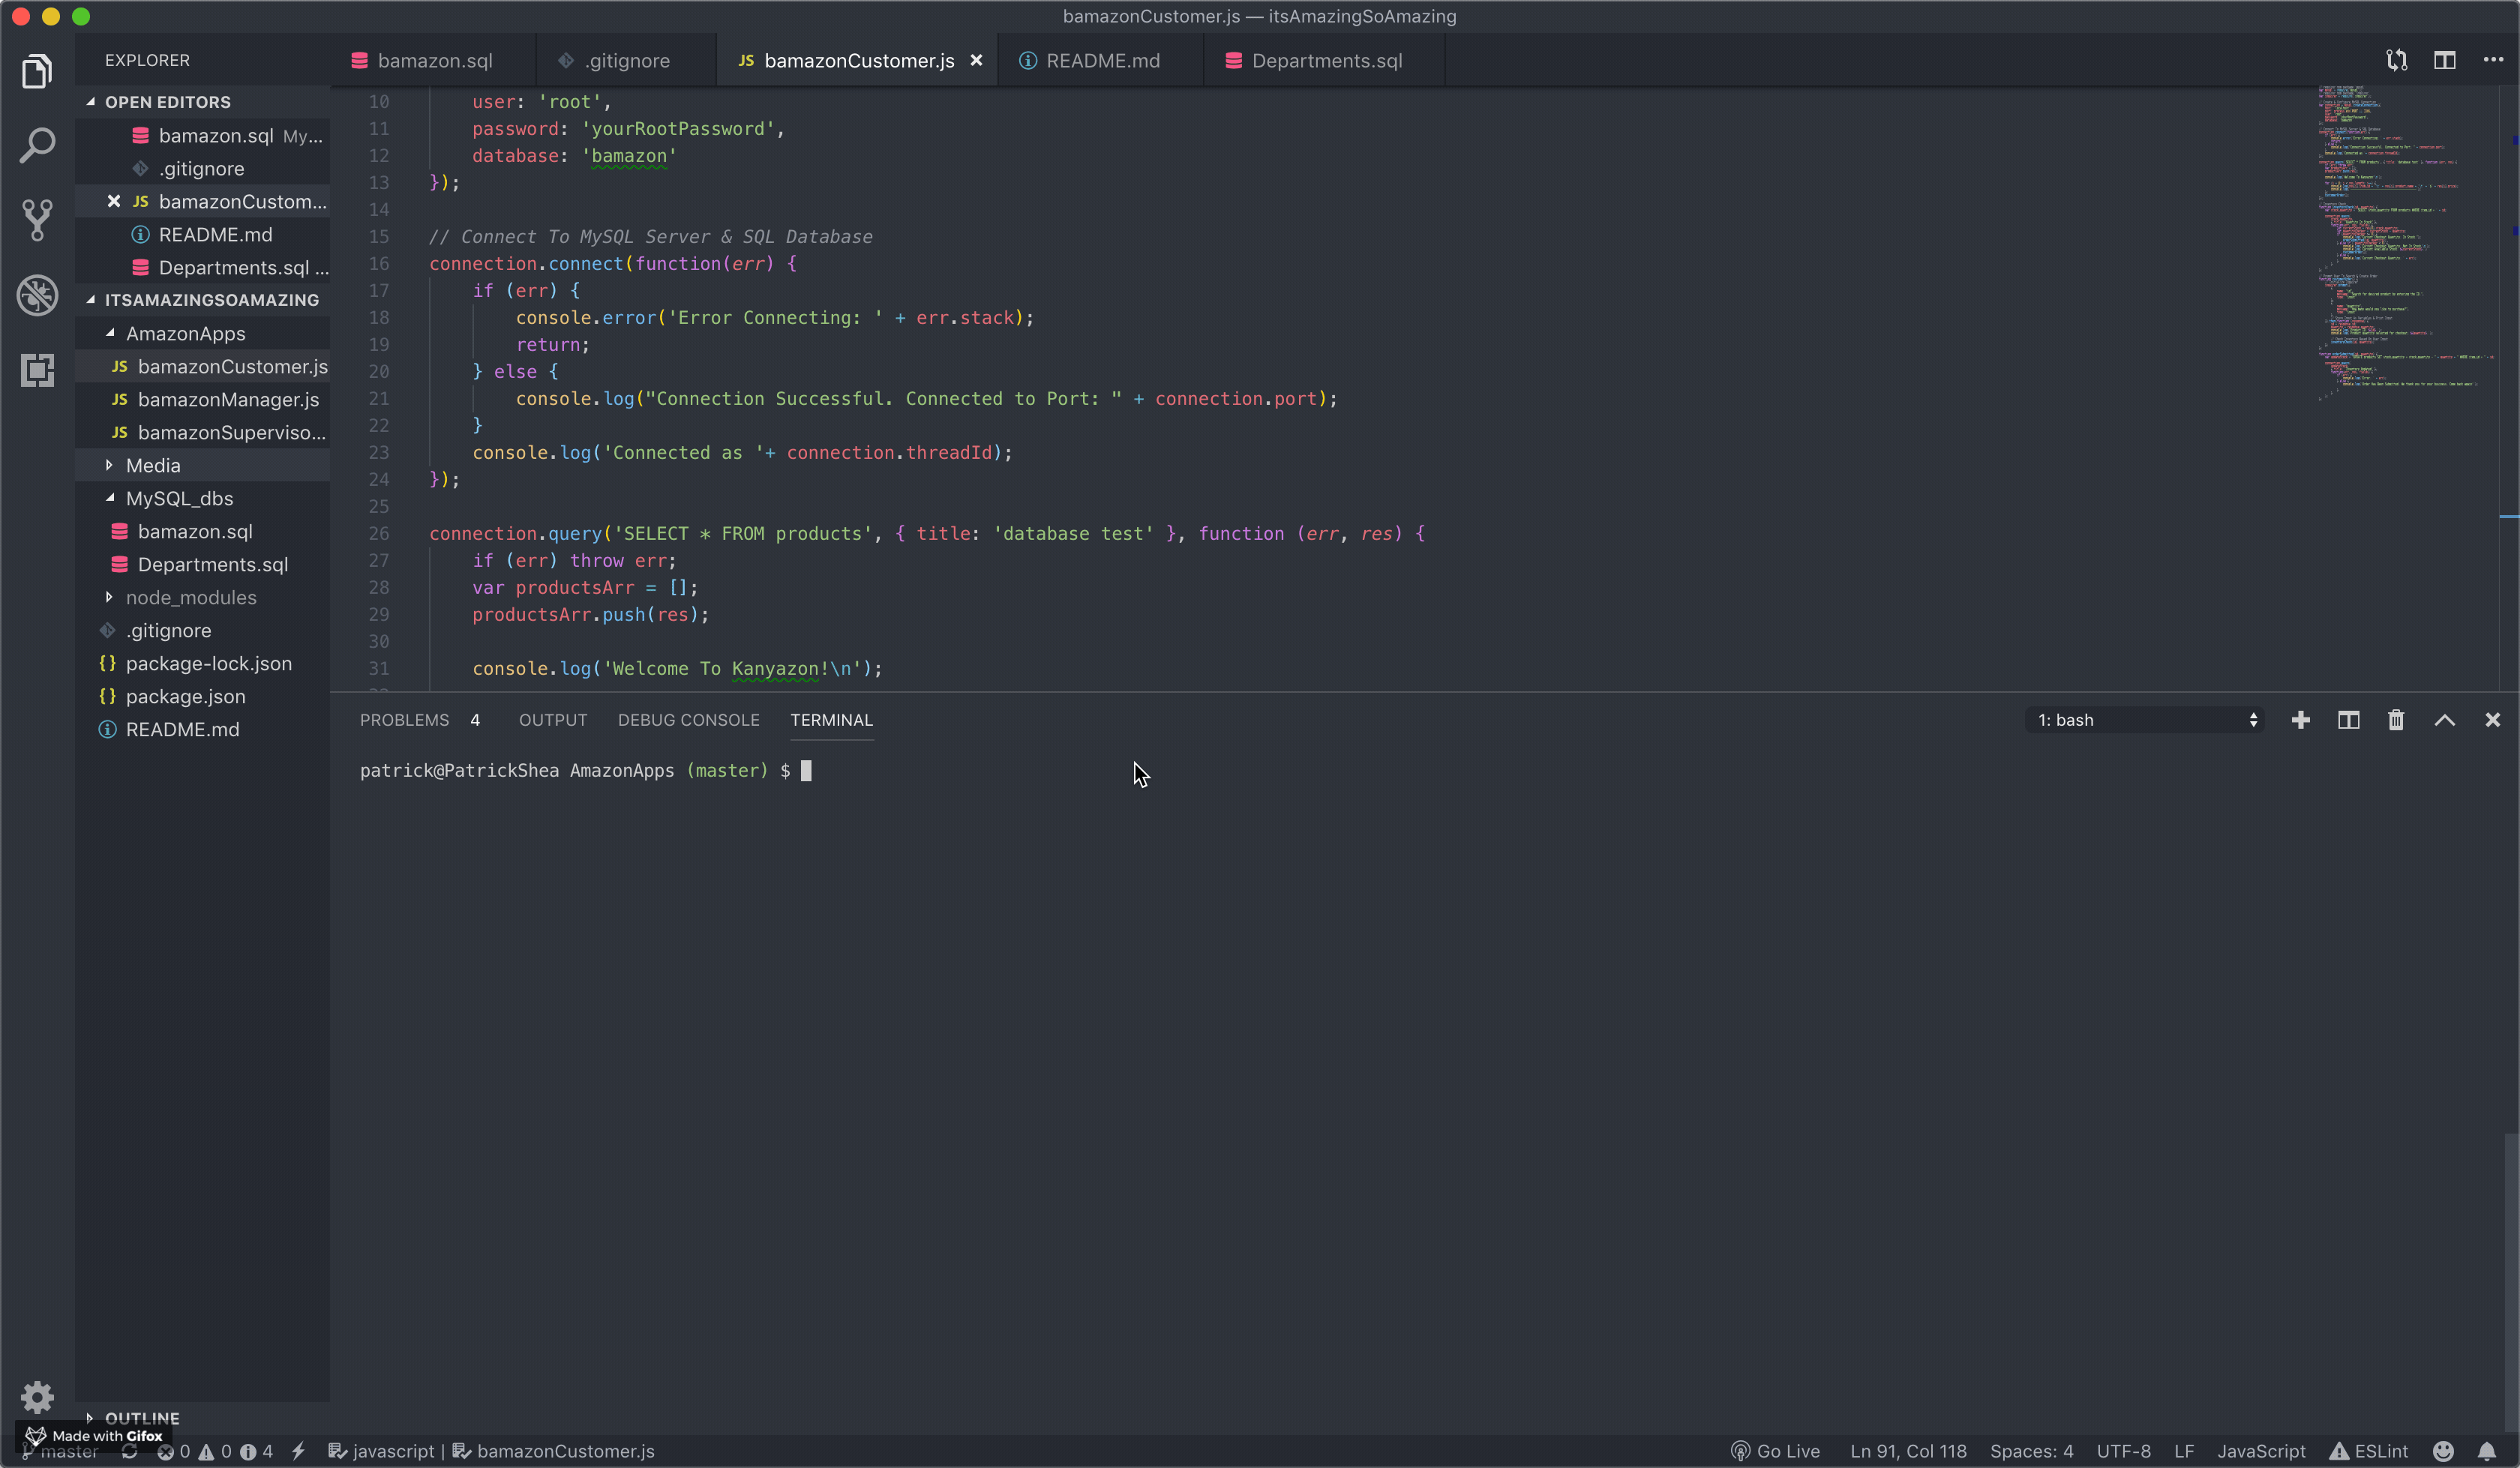 bamazonCustomer.js — itsAmazingSoAmazing
EXPLORER
bamazon.sql
.gitignore
JS bamazonCustomer.js
README.md
Departments.sql
OPEN EDITORS
bamazon.sql My...
.gitignore
JS bamazonCustom...
README.md
Departments.sql ...
ITSAMAZINGSOAMAZING
AmazonApps
JS bamazonCustomer.js
JS bamazonManager.js
JS bamazonSuperviso...
Media
MySQL_dbs
bamazon.sql
Departments.sql
node_modules
.gitignore
{} package-lock.json
{} package.json
README.md
OUTLINE
10 user: 'root',
11 password: 'yourRootPassword',
12 database: 'bamazon'
13 });
14
15 // Connect To MySQL Server & SQL Database
16 connection.connect(function(err) {
17 if (err) {
18 console.error('Error Connecting: ' + err.stack);
19 return;
20 } else {
21 console.log("Connection Successful. Connected to Port: " + connection.port);
22 }
23 console.log('Connected as '+ connection.threadId);
24 });
25
26 connection.query('SELECT * FROM products', { title: 'database test' }, function (err, res) {
27 if (err) throw err;
28 var productsArr = [];
29 productsArr.push(res);
30
31 console.log('Welcome To Kanyazon!\n');
PROBLEMS 4 OUTPUT DEBUG CONSOLE TERMINAL
1: bash
patrick@PatrickShea AmazonApps (master) $
Made with Gifox
master 0 0 4 javascript | bamazonCustomer.js
Go Live Ln 91, Col 118 Spaces: 4 UTF-8 LF JavaScript ESLint